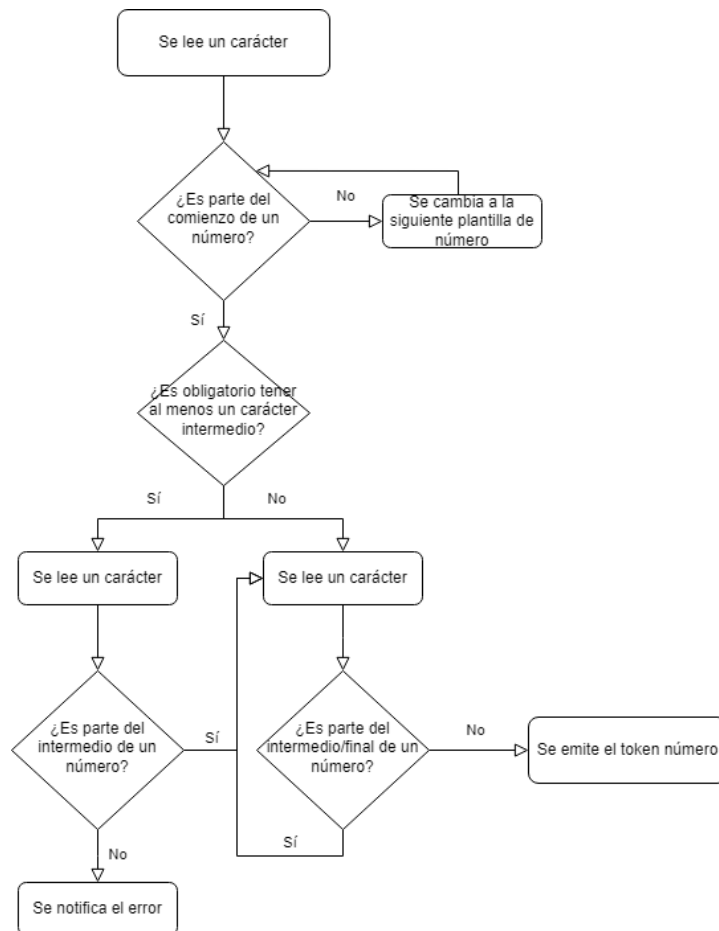 Se lee un carácter
¿Es parte del
comienzo de un
número?
No
Se cambia a la
siguiente plantilla de
número
Sí
¿Es obligatorio tener
al menos un carácter
intermedio?
Sí
No
Se lee un carácter
Se lee un carácter
¿Es parte del
intermedio de un
número?
Sí
¿Es parte del
intermedio/final de un
número?
No
Se emite el token número
Sí
No
Se notifica el error